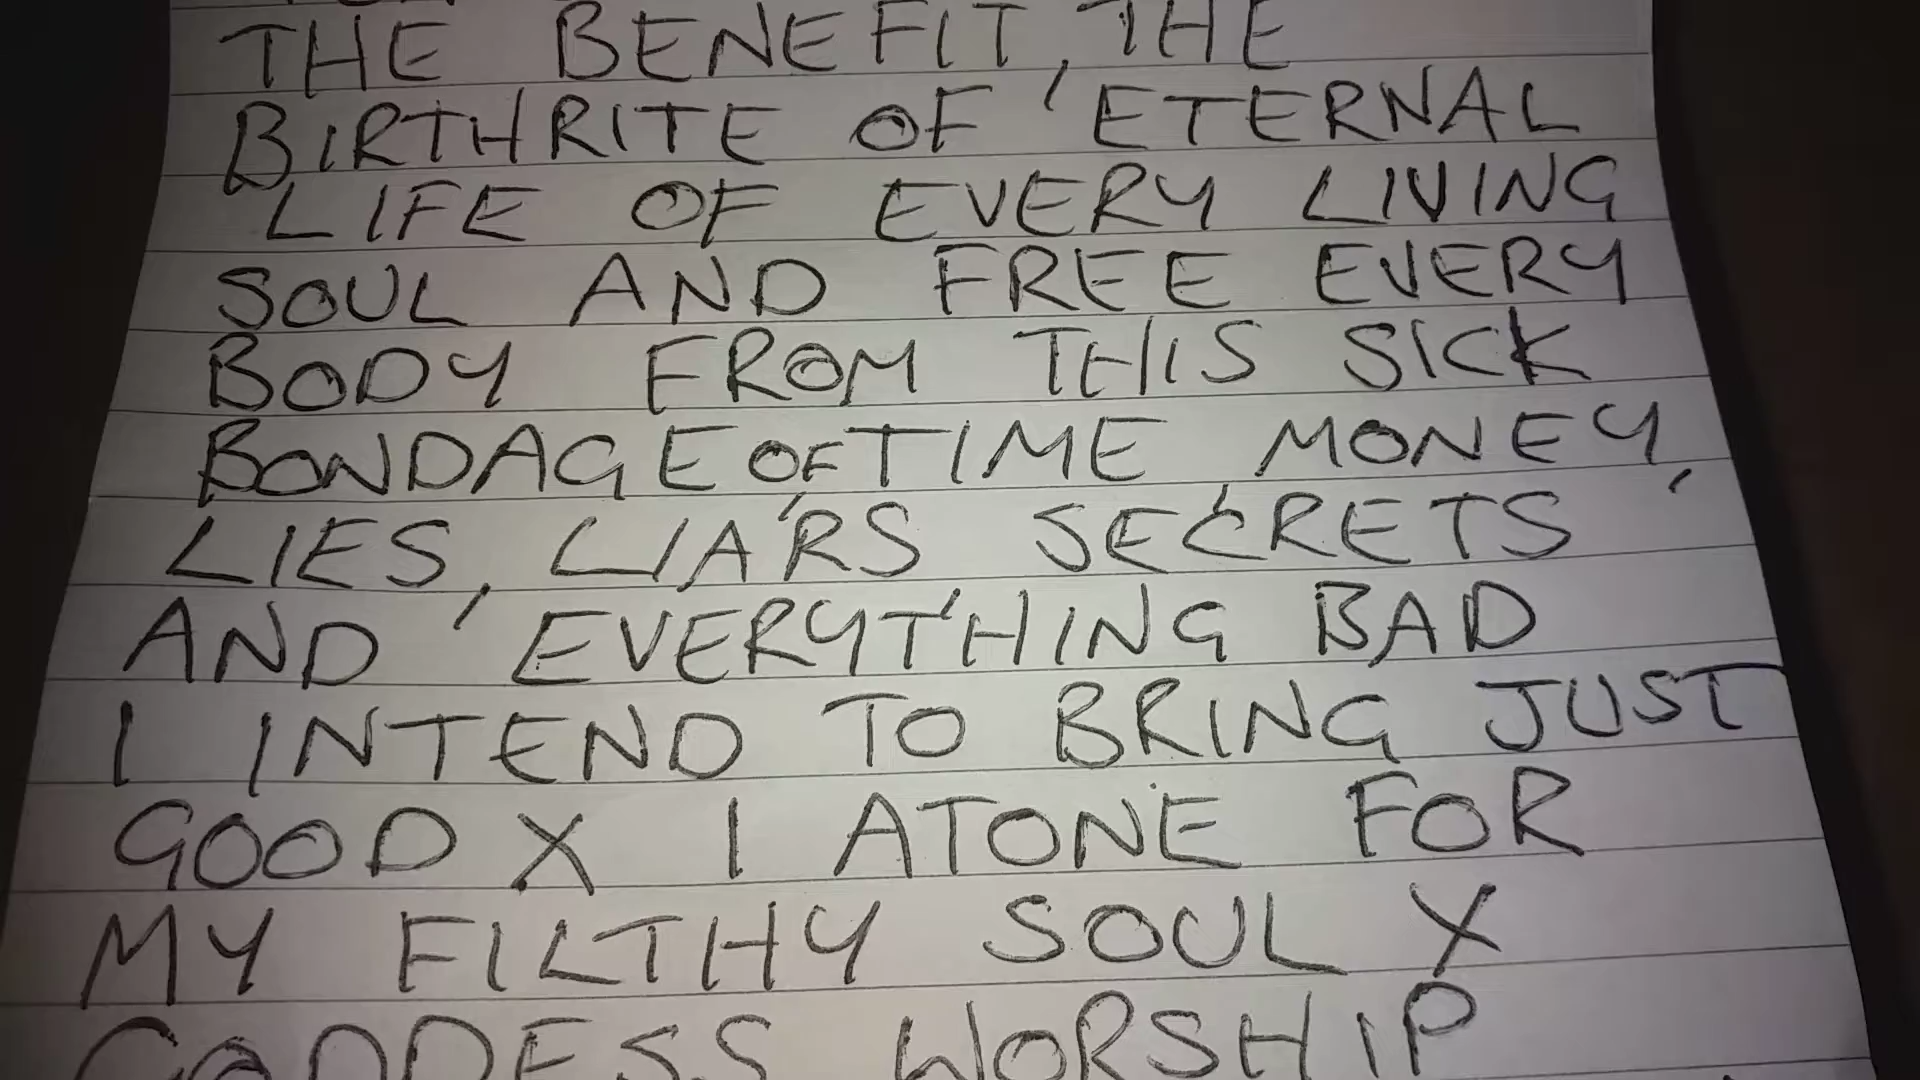 THE BENEFIT, THE
BIRTHRITE OF 'ETERNAL
LIFE OF EVERY LIVING
SOUL AND FREE EVERY
BODY FROM THIS SICK
BONDAGE OF TIME MONEY,
LIES, LIARS SECRETS
AND 'EVERYTHING BAD
I INTEND TO BRING JUST
GOOD X I ATONE FOR
MY FILTHY SOUL X
GODDESS WORSHIP